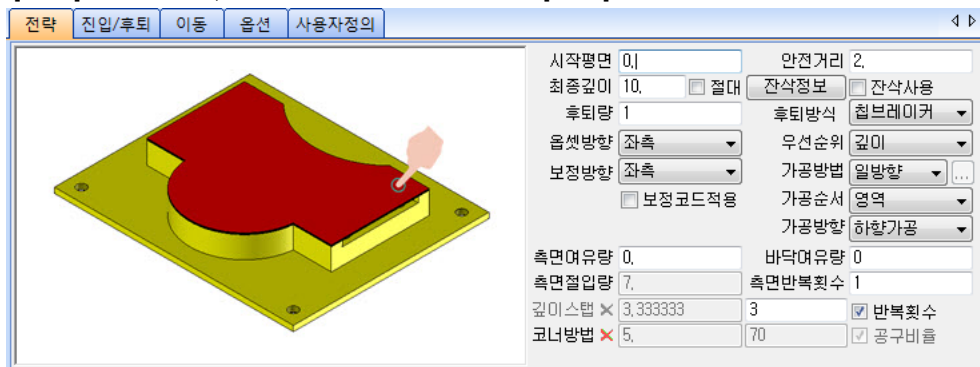 전략 진입/후퇴 이동 옵션 사용자정의
시작평면 0, 안전거리 2,
최종깊이 10, 절대 잔삭정보 잔삭사용
후퇴량 1 후퇴방식 칩브레이커
옵셋방향 좌측 우선순위 깊이
보정방향 좌측 가공방법 일방향 ...
보정코드적용 가공순서 영역
가공방향 하향가공
측면여유량 0, 바닥여유량 0
측면절입량 7, 측면반복횟수 1
깊이스탭 3,333333 3 반복횟수
코너방법 5, 70 공구비율